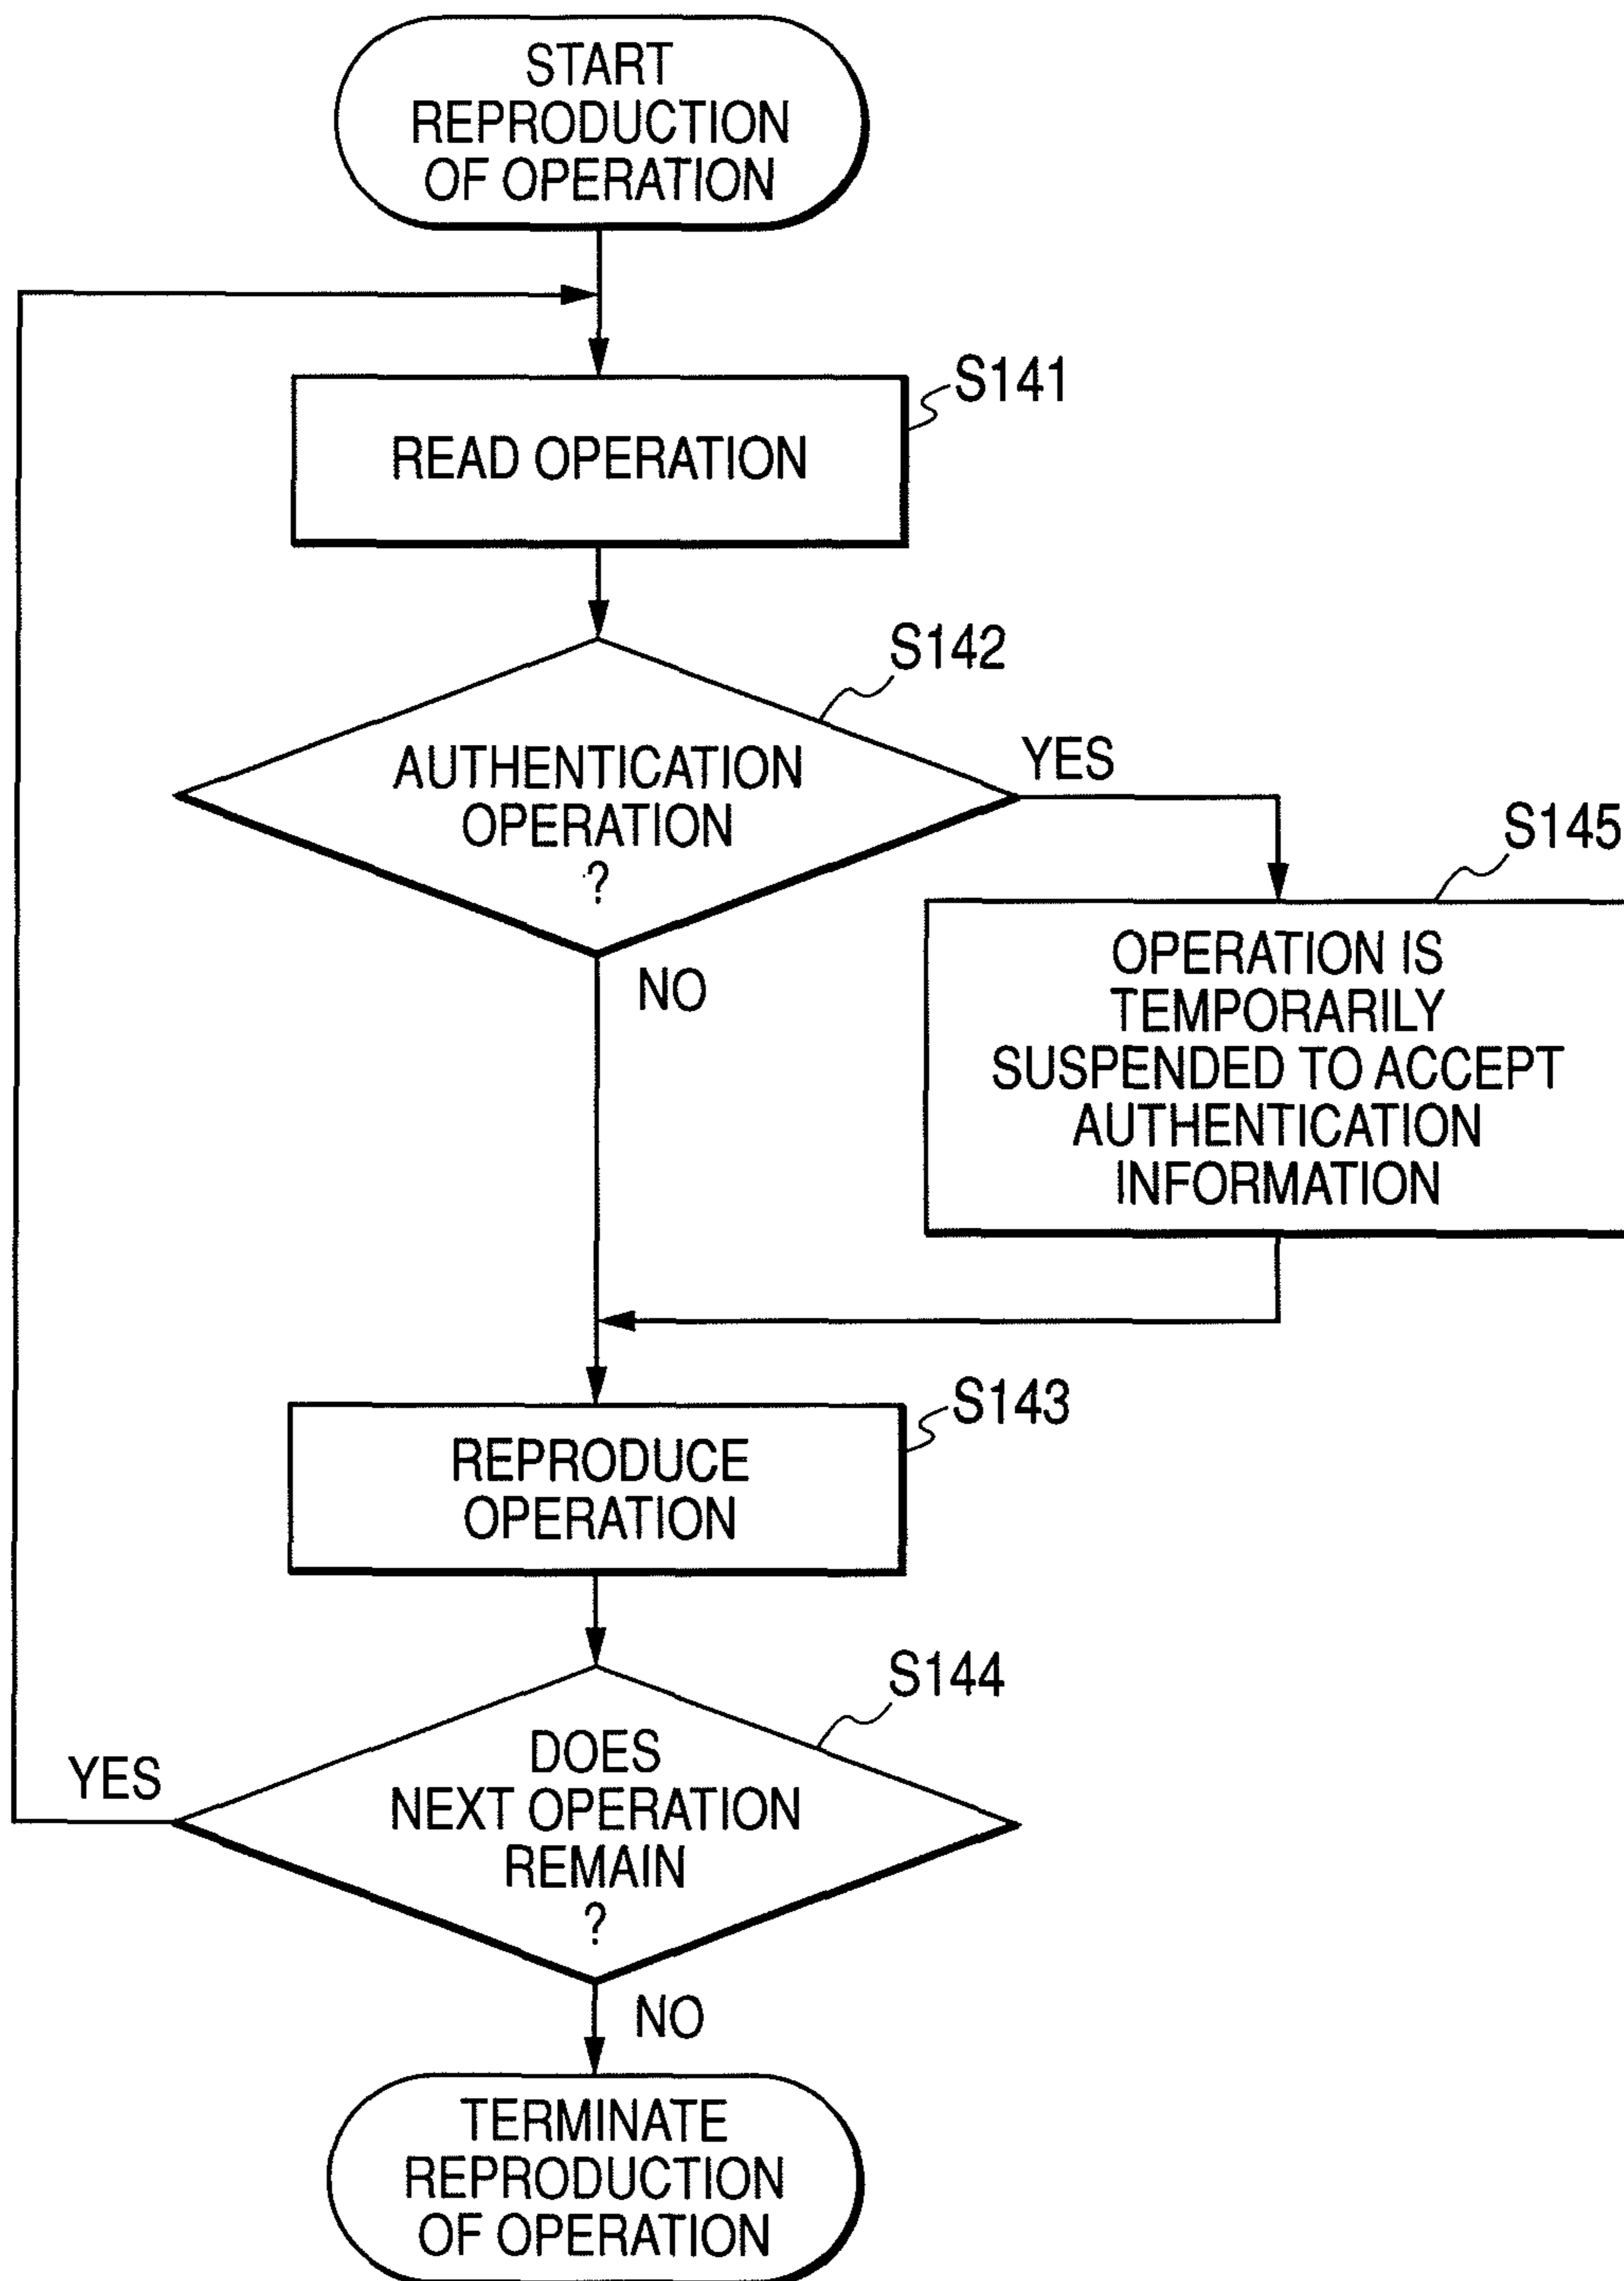 START
REPRODUCTION
OF OPERATION
S141
READ OPERATION
S142
AUTHENTICATION
OPERATION
?
YES
NO
S145
OPERATION IS
TEMPORARILY
SUSPENDED TO ACCEPT
AUTHENTICATION
INFORMATION
S143
REPRODUCE
OPERATION
S144
DOES
NEXT OPERATION
REMAIN
?
YES
NO
TERMINATE
REPRODUCTION
OF OPERATION